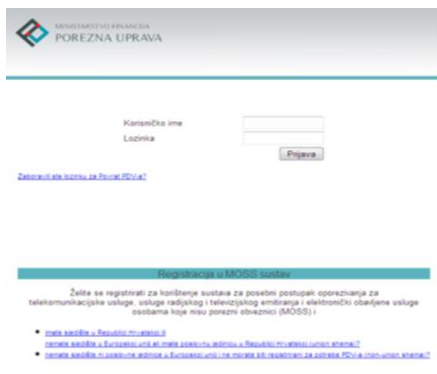 MINISTARSTVO FINANCIJA
POREZNA UPRAVA
Korisničko ime
Lozinka
Prijava
Zaboravili ste lozinku za Povrat PDV-a?
Registracija u MOSS sustav
Želite se registrirati za korištenje sustava za posebni postupak oporezivanja za
telekomunikacijske usluge, usluge radijskog i televizijskog emitiranja i elektronički obavljene usluge
osobama koje nisu porezni obveznici (MOSS) i
imate sjedište u Republici Hrvatskoj ili
nemate sjedište u Europskoj uniji ali imate poslovnu jedinicu u Republici Hrvatskoj (union shema)?
nemate sjedište ni poslovne jedinice u Europskoj uniji i ne morate biti registrirani za potrebe PDV-a (non-union shema)?